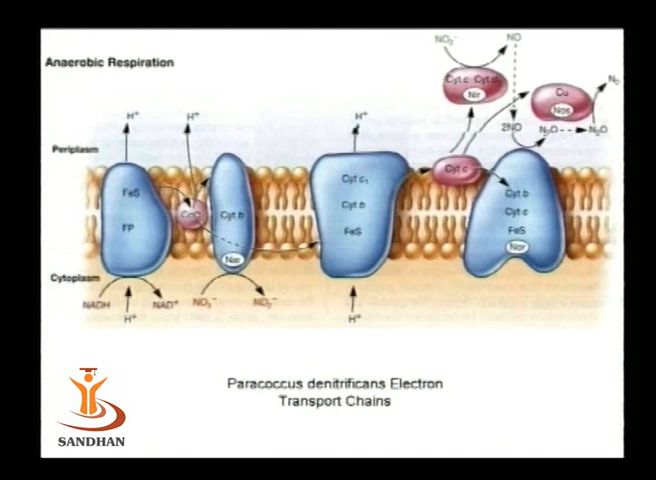 Anaerobic Respiration
NO₂⁻
NO
Cyt c Cyt d₁
Nir
Cu
Nos
N₂
H⁺
H⁺
H⁺
2NO
N₂O
N₂O
Periplasm
FeS
FP
CoQ
Cyt b
Nar
Cyt c₁
Cyt b
FeS
Cyt c
Cyt b
Cyt c
FeS
Nor
Cytoplasm
NADH
NAD⁺
NO₃⁻
NO₂⁻
H⁺
H⁺
Paracoccus denitrificans Electron
Transport Chains
SANDHAN